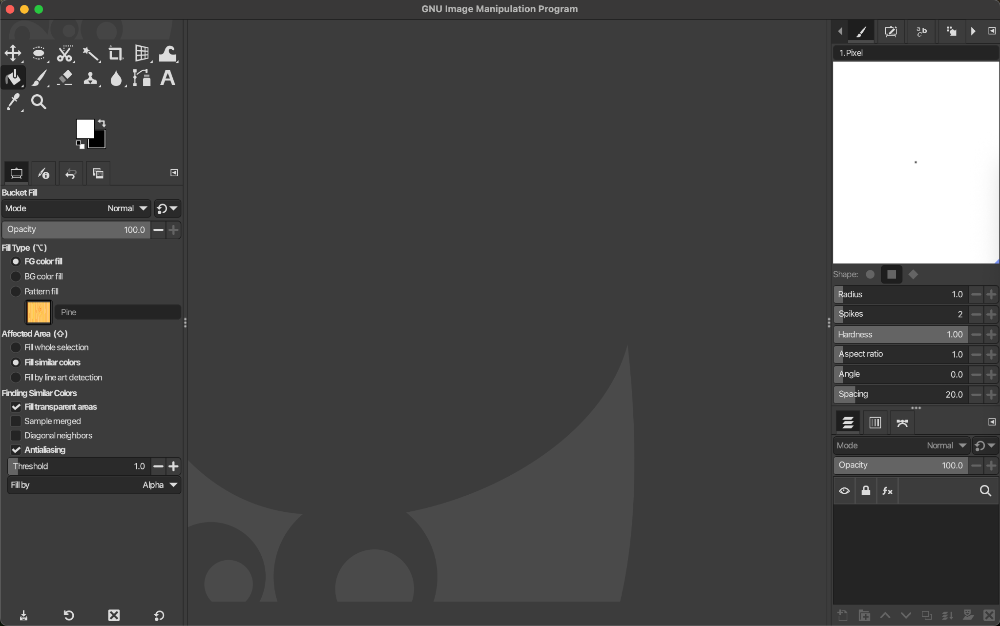 GNU Image Manipulation Program
1. Pixel
Bucket Fill
Mode Normal
Opacity 100.0
Fill Type (⌥)
FG color fill
BG color fill
Pattern fill
Pine
Affected Area (⇧)
Fill whole selection
Fill similar colors
Fill by line art detection
Finding Similar Colors
Fill transparent areas
Sample merged
Diagonal neighbors
Antialiasing
Threshold 1.0
Fill by Alpha
Shape:
Radius 1.0
Spikes 2
Hardness 1.00
Aspect ratio 1.0
Angle 0.0
Spacing 20.0
Mode Normal
Opacity 100.0
fx